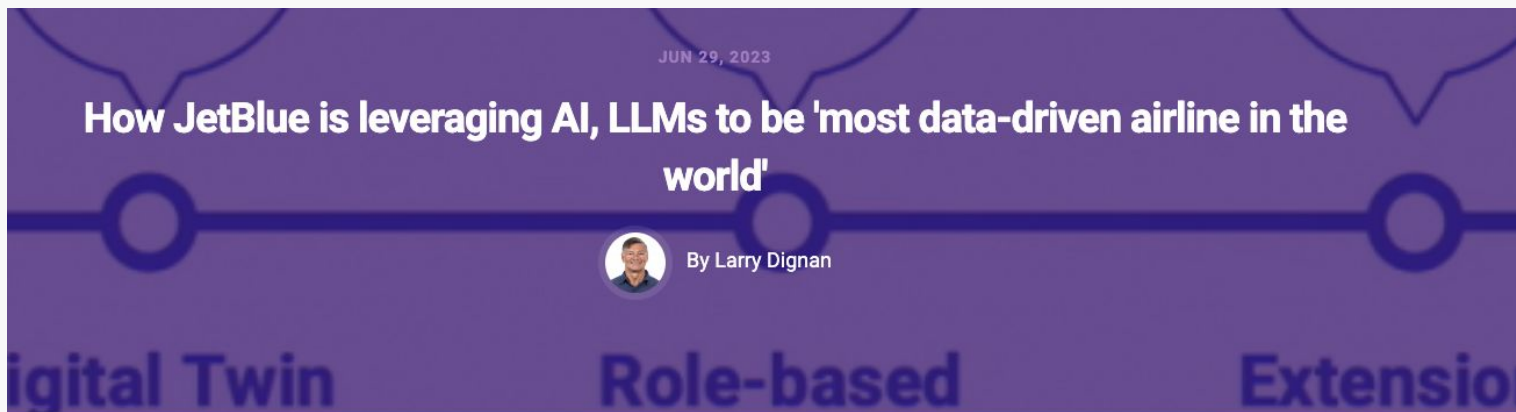 JUN 29, 2023
How JetBlue is leveraging AI, LLMs to be 'most data-driven airline in the
world'
By Larry Dignan
igital Twin
Role-based
Extensio